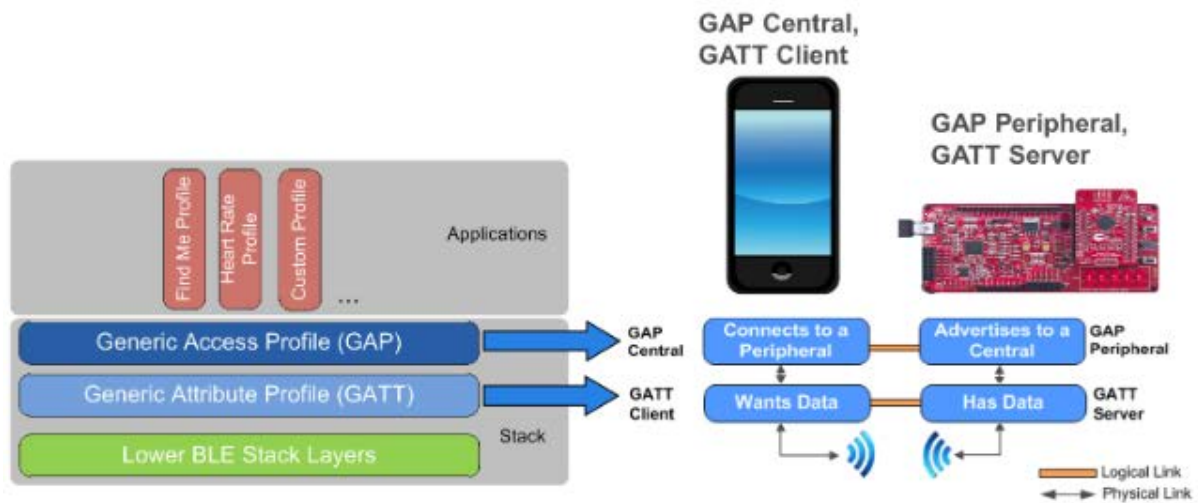 GAP Central,
GATT Client
GAP Peripheral,
GATT Server
Find Me Profile
Heart Rate
Profile
Custom Profile
...
Applications
Generic Access Profile (GAP)
Generic Attribute Profile (GATT)
Lower BLE Stack Layers
Stack
GAP
Central
GATT
Client
Connects to a
Peripheral
Advertises to a
Central
GAP
Peripheral
Wants Data
Has Data
GATT
Server
Logical Link
Physical Link